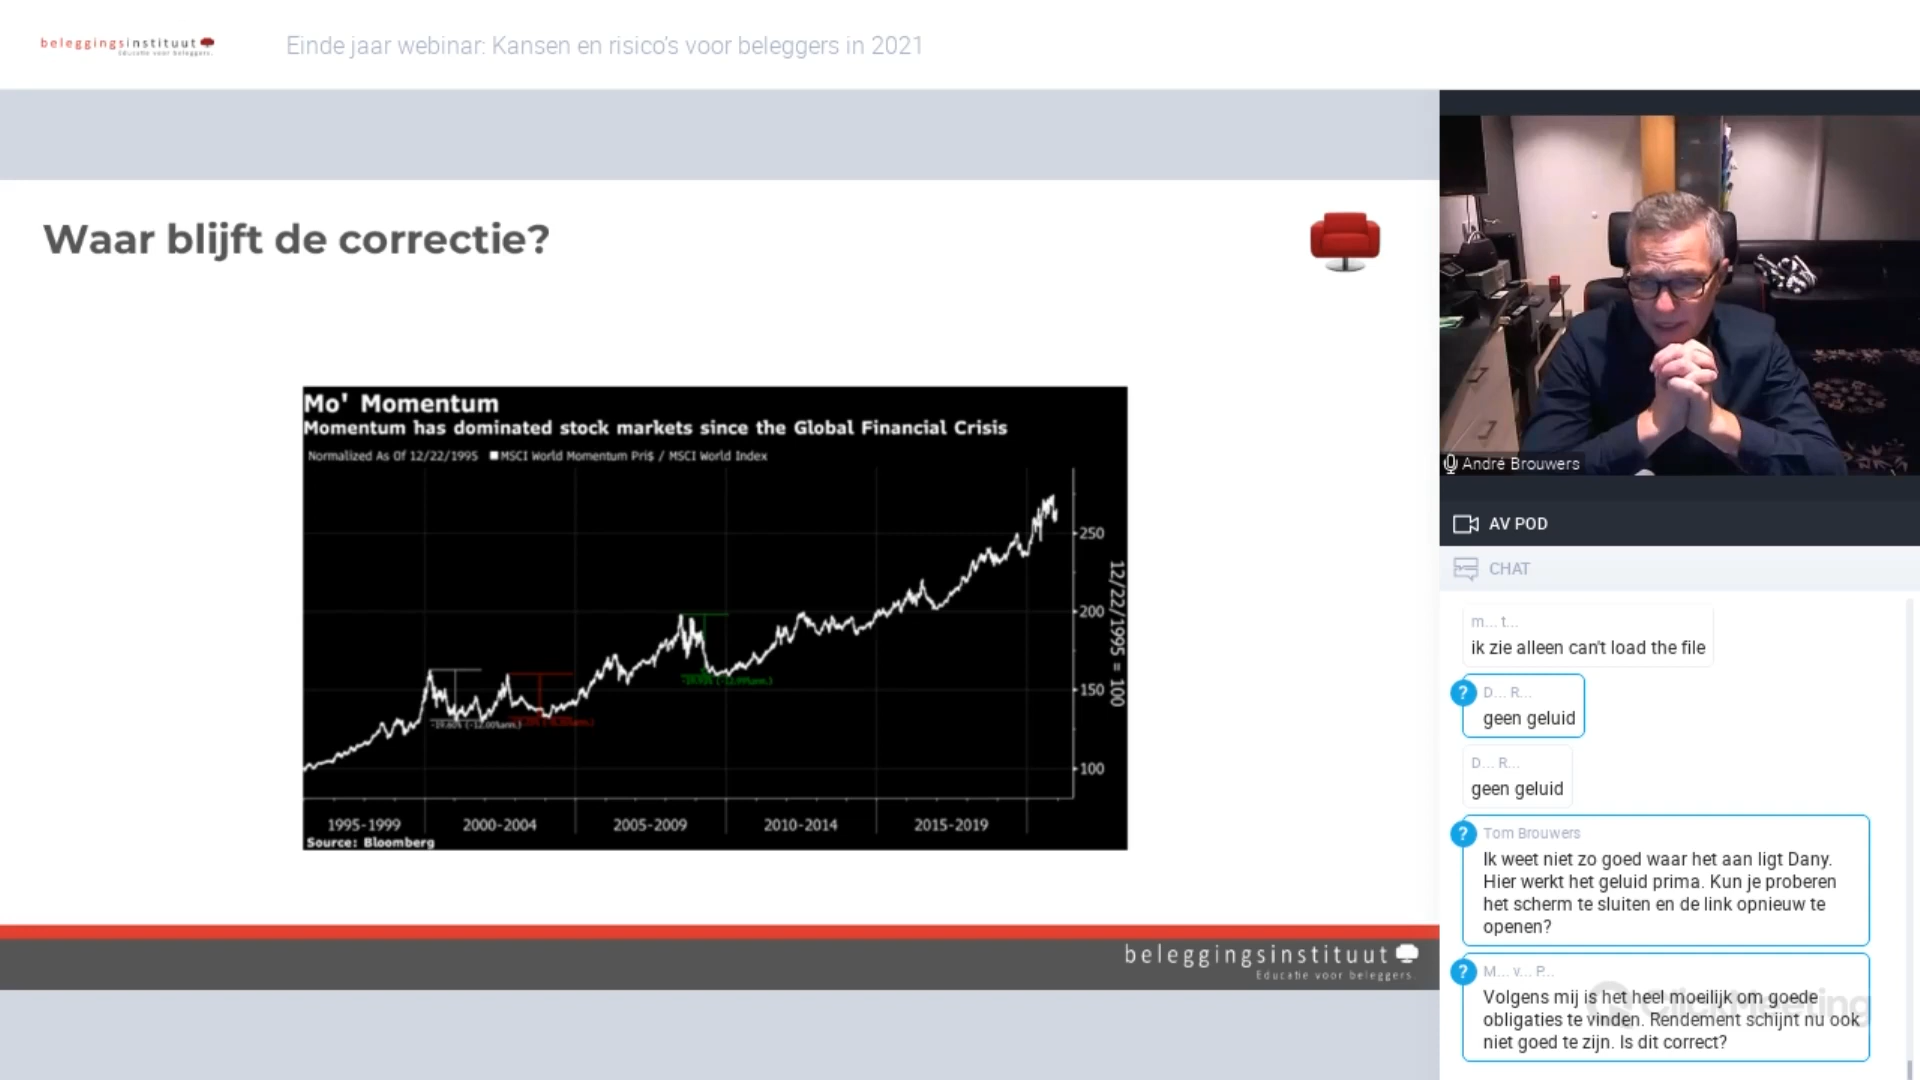 beleggingsinstituut
Educatie voor beleggers.
Einde jaar webinar: Kansen en risico's voor beleggers in 2021
Waar blijft de correctie?
Mo' Momentum
Momentum has dominated stock markets since the Global Financial Crisis
Normalized As Of 12/22/1995 MSCI World Momentum Pri$ / MSCI World Index
250
200
150
100
12/22/1995 = 100
1995-1999 2000-2004 2005-2009 2010-2014 2015-2019
Source: Bloomberg
beleggingsinstituut
Educatie voor beleggers.
André Brouwers
AV POD
CHAT
m... t...
ik zie alleen can't load the file
? D... R...
geen geluid
D... R...
geen geluid
? Tom Brouwers
Ik weet niet zo goed waar het aan ligt Dany.
Hier werkt het geluid prima. Kun je proberen
het scherm te sluiten en de link opnieuw te
openen?
? M... v... P...
Volgens mij is het heel moeilijk om goede
obligaties te vinden. Rendement schijnt nu ook
niet goed te zijn. Is dit correct?
ClickMeeting